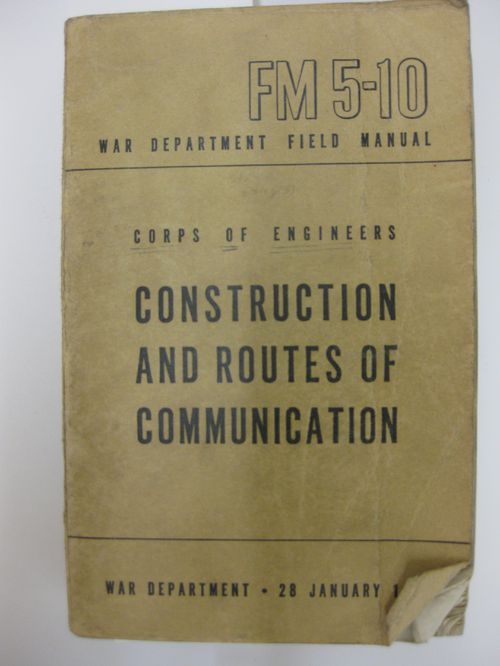 FM 5-10
WAR DEPARTMENT FIELD MANUAL
CORPS OF ENGINEERS
CONSTRUCTION
AND ROUTES OF
COMMUNICATION
WAR DEPARTMENT • 28 JANUARY 1